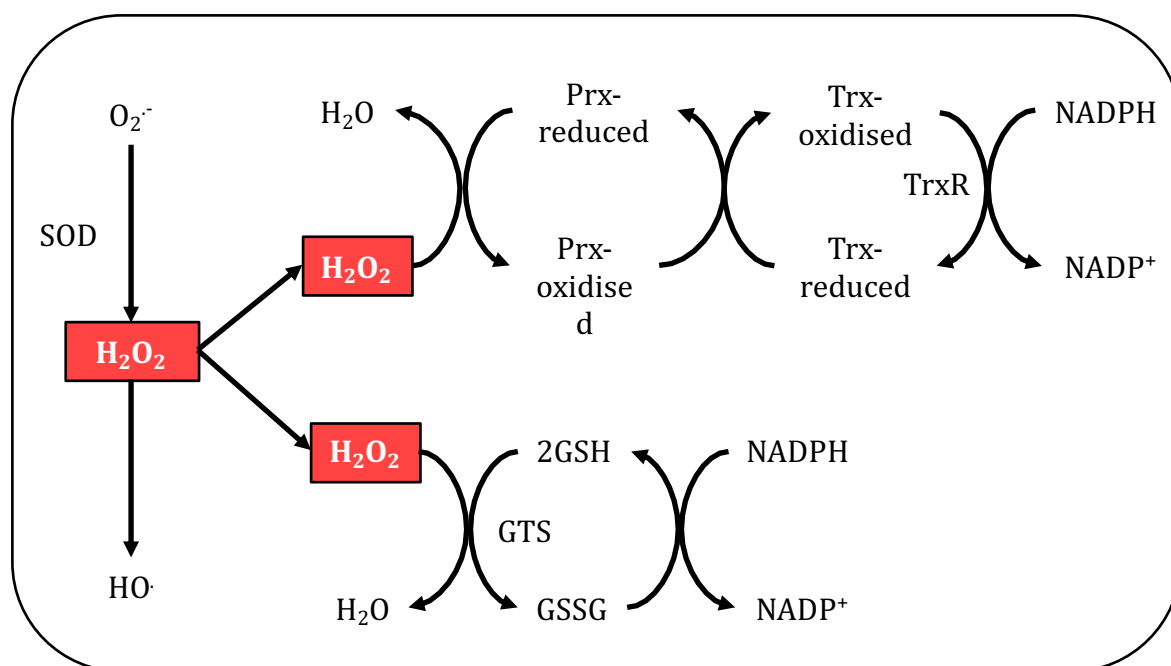 O₂·⁻
SOD
H₂O₂
HO·
H₂O
H₂O₂
Prx-
reduced
Prx-
oxidise
d
Trx-
oxidised
Trx-
reduced
TrxR
NADPH
NADP⁺
H₂O₂
H₂O
2GSH
GTS
GSSG
NADPH
NADP⁺